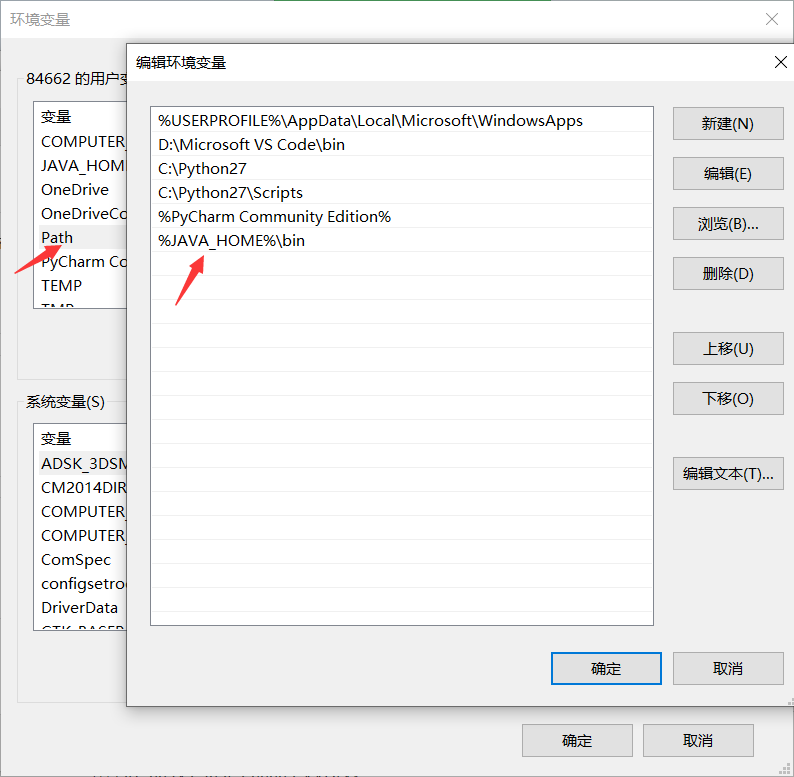 环境变量
编辑环境变量
84662 的用户变
变量
COMPUTER_
JAVA_HOME
OneDrive
OneDriveCo
Path
PyCharm Co
TEMP
TMP
%USERPROFILE%\AppData\Local\Microsoft\WindowsApps
D:\Microsoft VS Code\bin
C:\Python27
C:\Python27\Scripts
%PyCharm Community Edition%
%JAVA_HOME%\bin
新建(N)
编辑(E)
浏览(B)...
删除(D)
上移(U)
下移(O)
编辑文本(T)...
系统变量(S)
变量
ADSK_3DSM
CM2014DIR
COMPUTER_
COMPUTER_
ComSpec
configsetroo
DriverData
GTK_BASEP
确定
取消
确定
取消